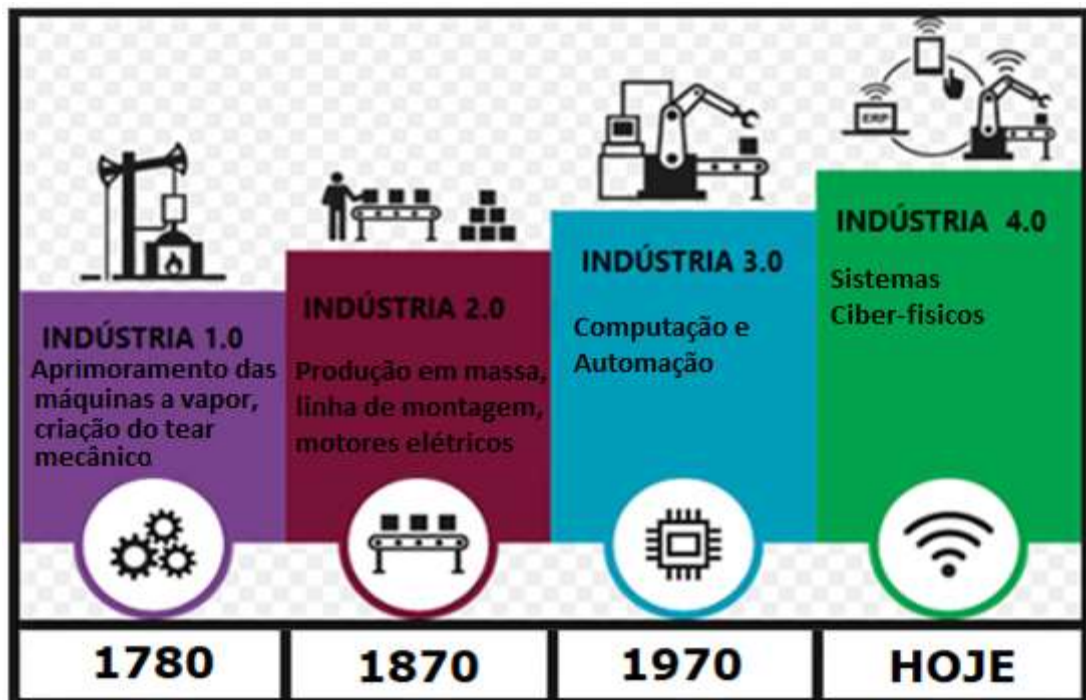 ERP
INDÚSTRIA 1.0
Aprimoramento das
máquinas a vapor,
criação do tear
mecânico
INDÚSTRIA 2.0
Produção em massa,
linha de montagem,
motores elétricos
INDÚSTRIA 3.0
Computação e
Automação
INDÚSTRIA 4.0
Sistemas
Ciber-fisicos
1780
1870
1970
HOJE